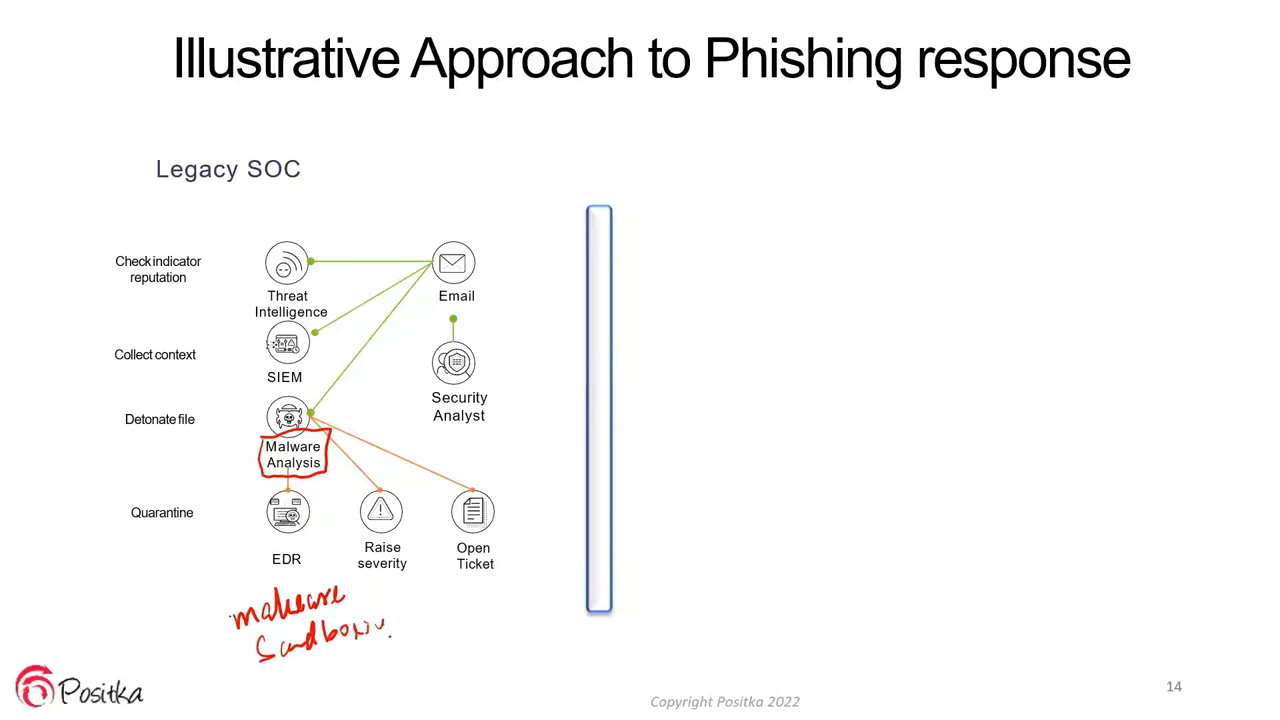 Illustrative Approach to Phishing response
Legacy SOC
Check indicator
reputation
Threat
Intelligence
Email
Collect context
SIEM
Security
Analyst
Detonate file
Malware
Analysis
Quarantine
EDR
Raise
severity
Open
Ticket
malware
Positka
Copyright Positka 2022
14